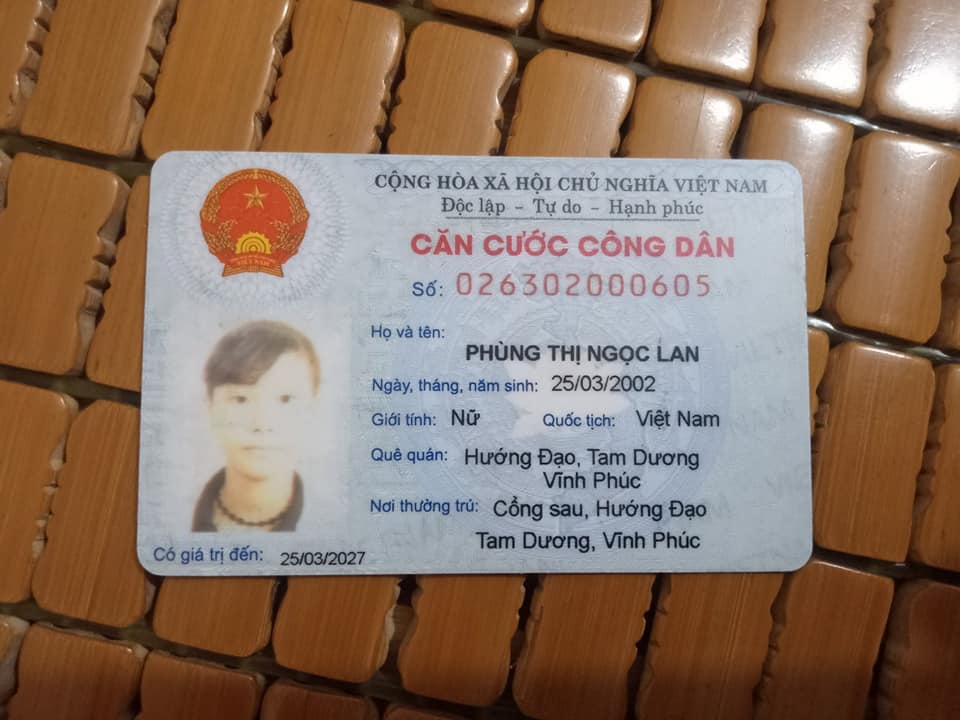 CỘNG HÒA XÃ HỘI CHỦ NGHĨA VIỆT NAM
Độc lập - Tự do - Hạnh phúc
CĂN CƯỚC CÔNG DÂN
Số: 026302000605
Họ và tên:
PHÙNG THỊ NGỌC LAN
Ngày, tháng, năm sinh: 25/03/2002
Giới tính: Nữ Quốc tịch: Việt Nam
Quê quán: Hướng Đạo, Tam Dương
Vĩnh Phúc
Nơi thường trú: Cổng sau, Hướng Đạo
Tam Dương, Vĩnh Phúc
Có giá trị đến: 25/03/2027